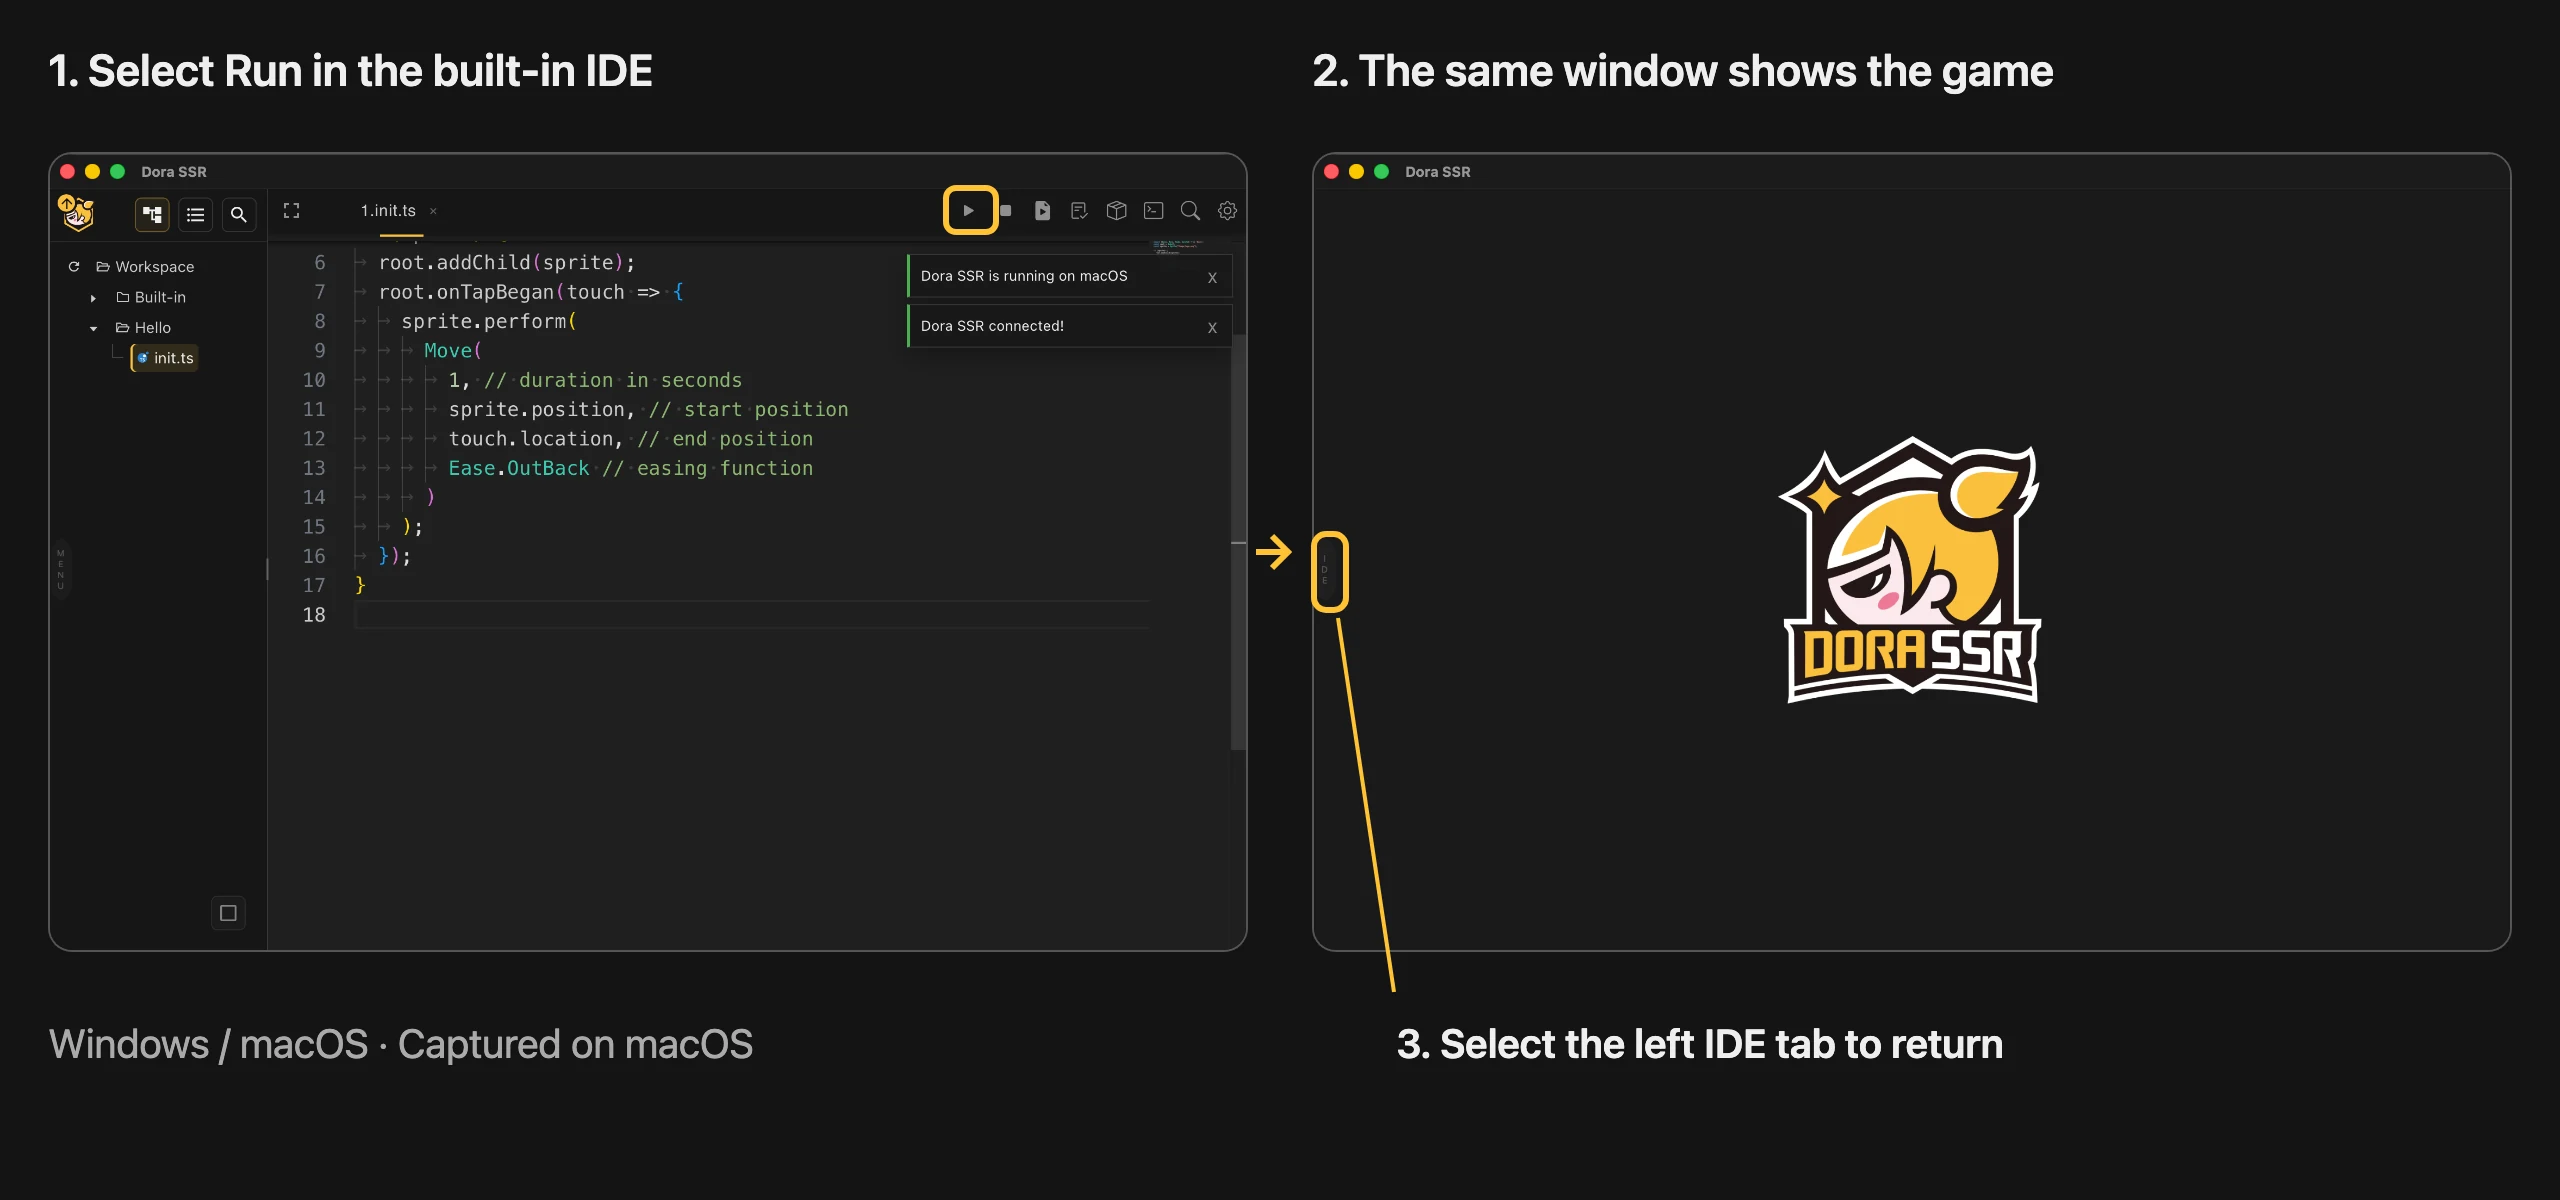 1. Select Run in the built-in IDE
2. The same window shows the game
Dora SSR
1.init.ts
Workspace
Built-in
Hello
init.ts
MENU
6 root.addChild(sprite);
7 root.onTapBegan(touch => {
8 sprite.perform(
9 Move(
10 1, // duration in seconds
11 sprite.position, // start position
12 touch.location, // end position
13 Ease.OutBack // easing function
14 )
15 );
16 });
17 }
18
Dora SSR is running on macOS X
Dora SSR connected! X
Dora SSR
IDE
DORA SSR
Windows / macOS · Captured on macOS
3. Select the left IDE tab to return